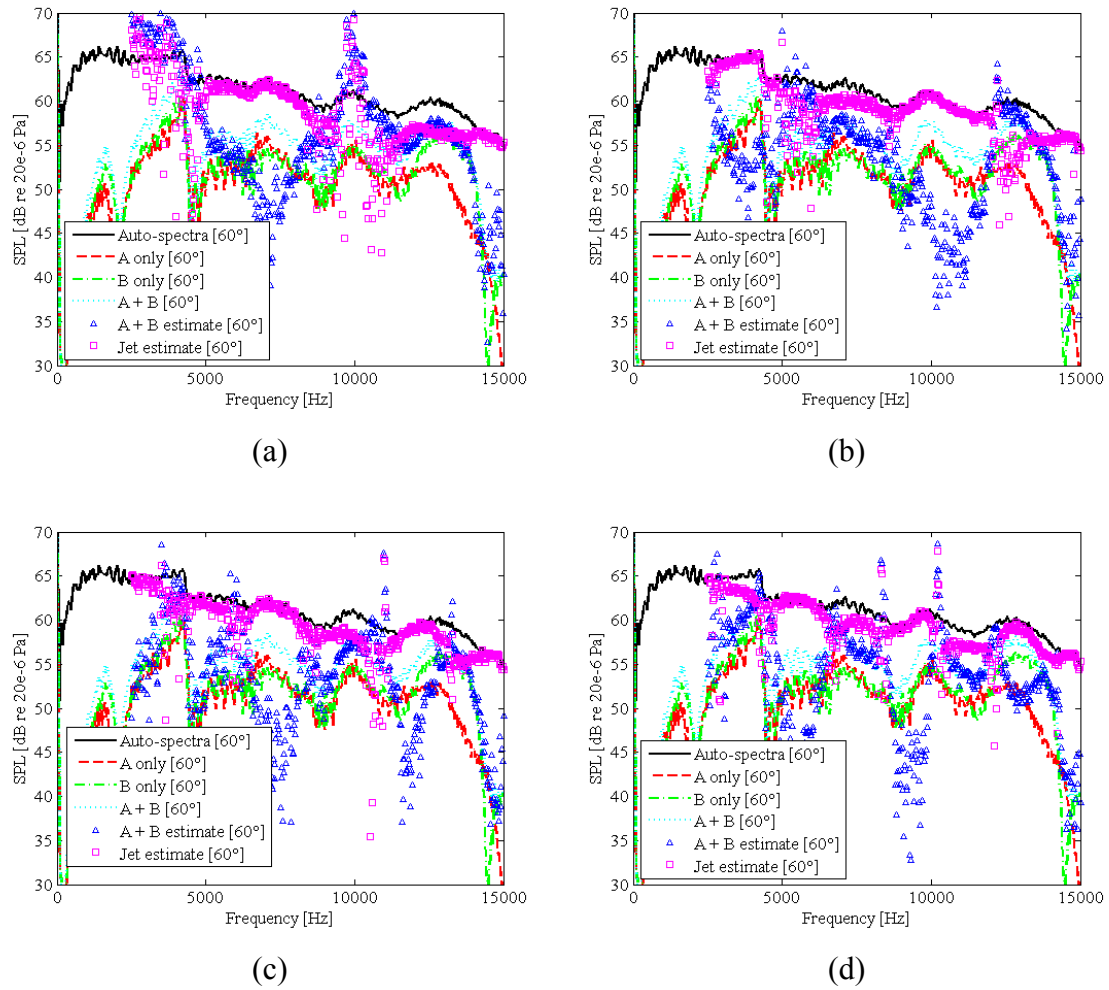 70
65
60
55
50
45
40
35
30
SPL [dB re 20e-6 Pa]
Auto-spectra [60°]
A only [60°]
B only [60°]
A + B [60°]
A + B estimate [60°]
Jet estimate [60°]
0 5000 10000 15000
Frequency [Hz]
(a)
70
65
60
55
50
45
40
35
30
SPL [dB re 20e-6 Pa]
Auto-spectra [60°]
A only [60°]
B only [60°]
A + B [60°]
A + B estimate [60°]
Jet estimate [60°]
0 5000 10000 15000
Frequency [Hz]
(b)
70
65
60
55
50
45
40
35
30
SPL [dB re 20e-6 Pa]
Auto-spectra [60°]
A only [60°]
B only [60°]
A + B [60°]
A + B estimate [60°]
Jet estimate [60°]
0 5000 10000 15000
Frequency [Hz]
(c)
70
65
60
55
50
45
40
35
30
SPL [dB re 20e-6 Pa]
Auto-spectra [60°]
A only [60°]
B only [60°]
A + B [60°]
A + B estimate [60°]
Jet estimate [60°]
0 5000 10000 15000
Frequency [Hz]
(d)